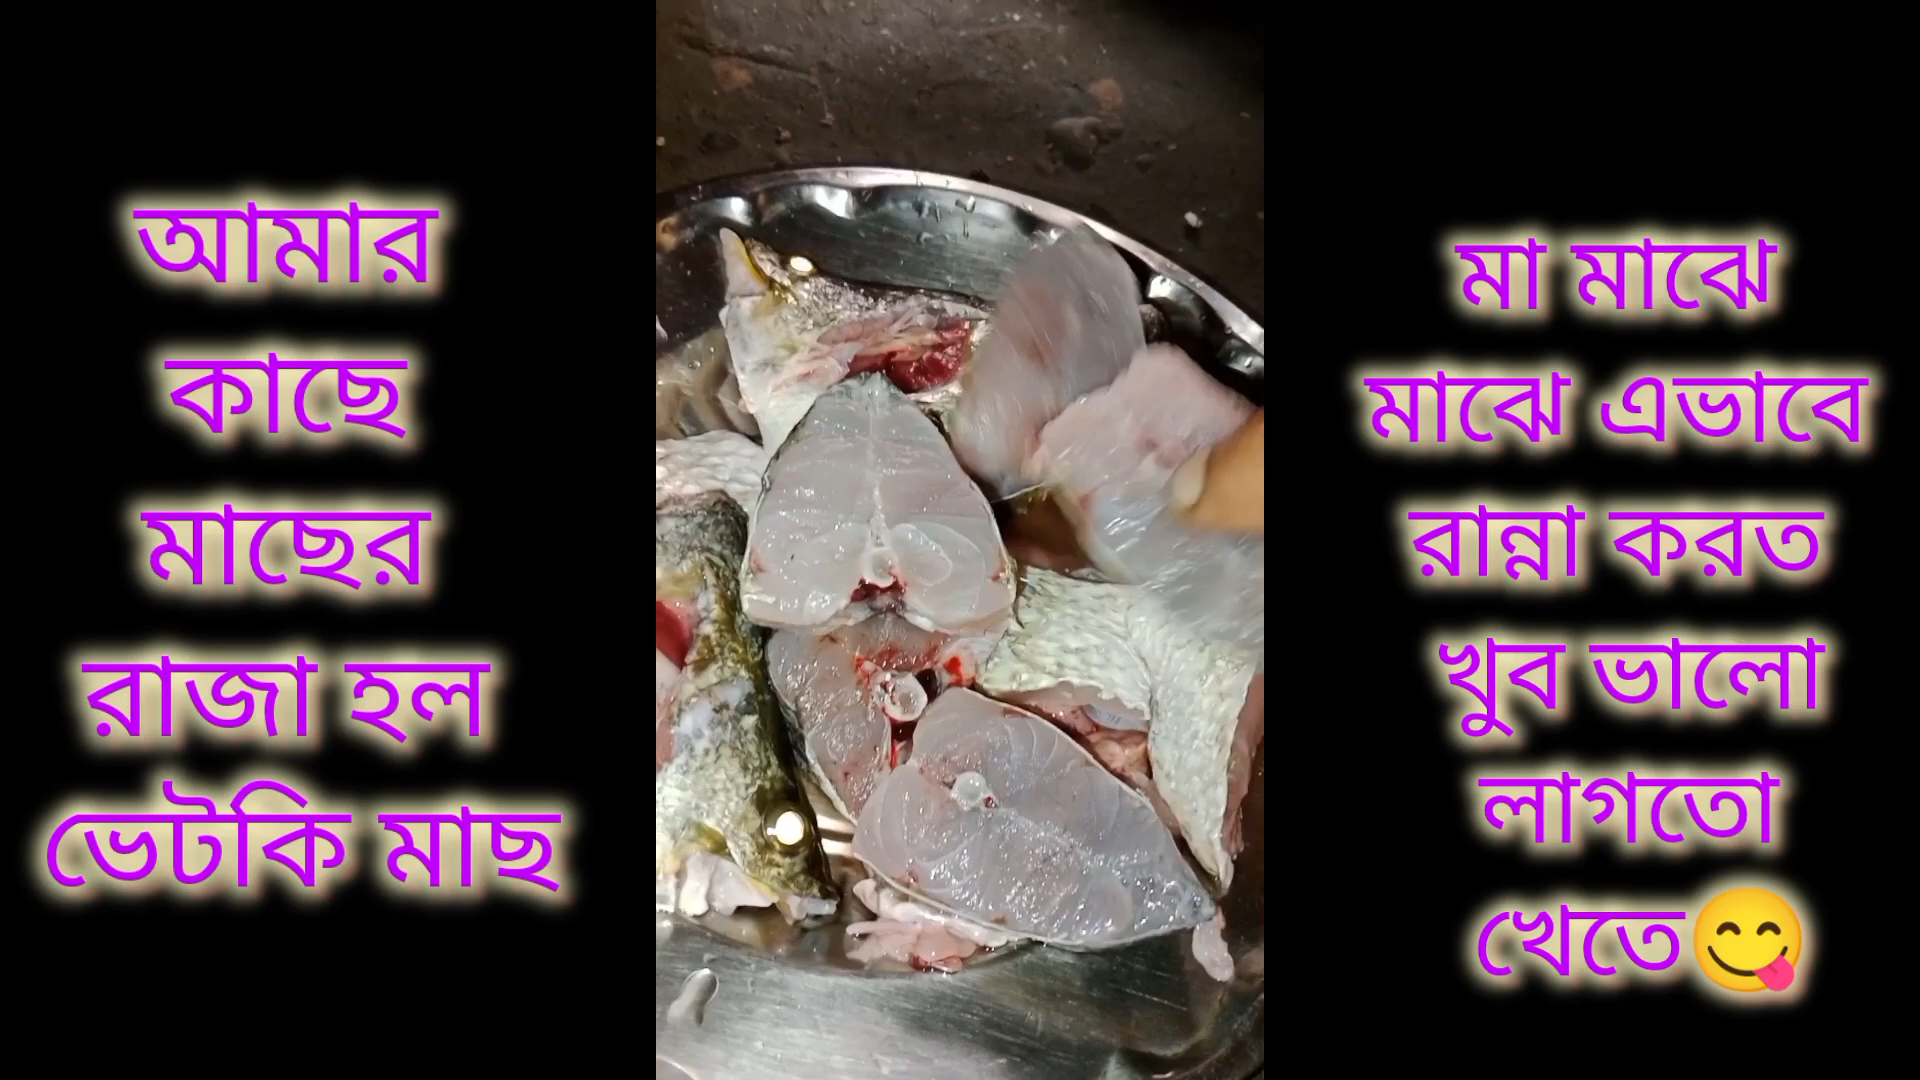 আমার
কাছে
মাছের
রাজা হল
ভেটকি মাছ
মা মাঝে
মাঝে এভাবে
রান্না করত
খুব ভালো
লাগতো
খেতে😋